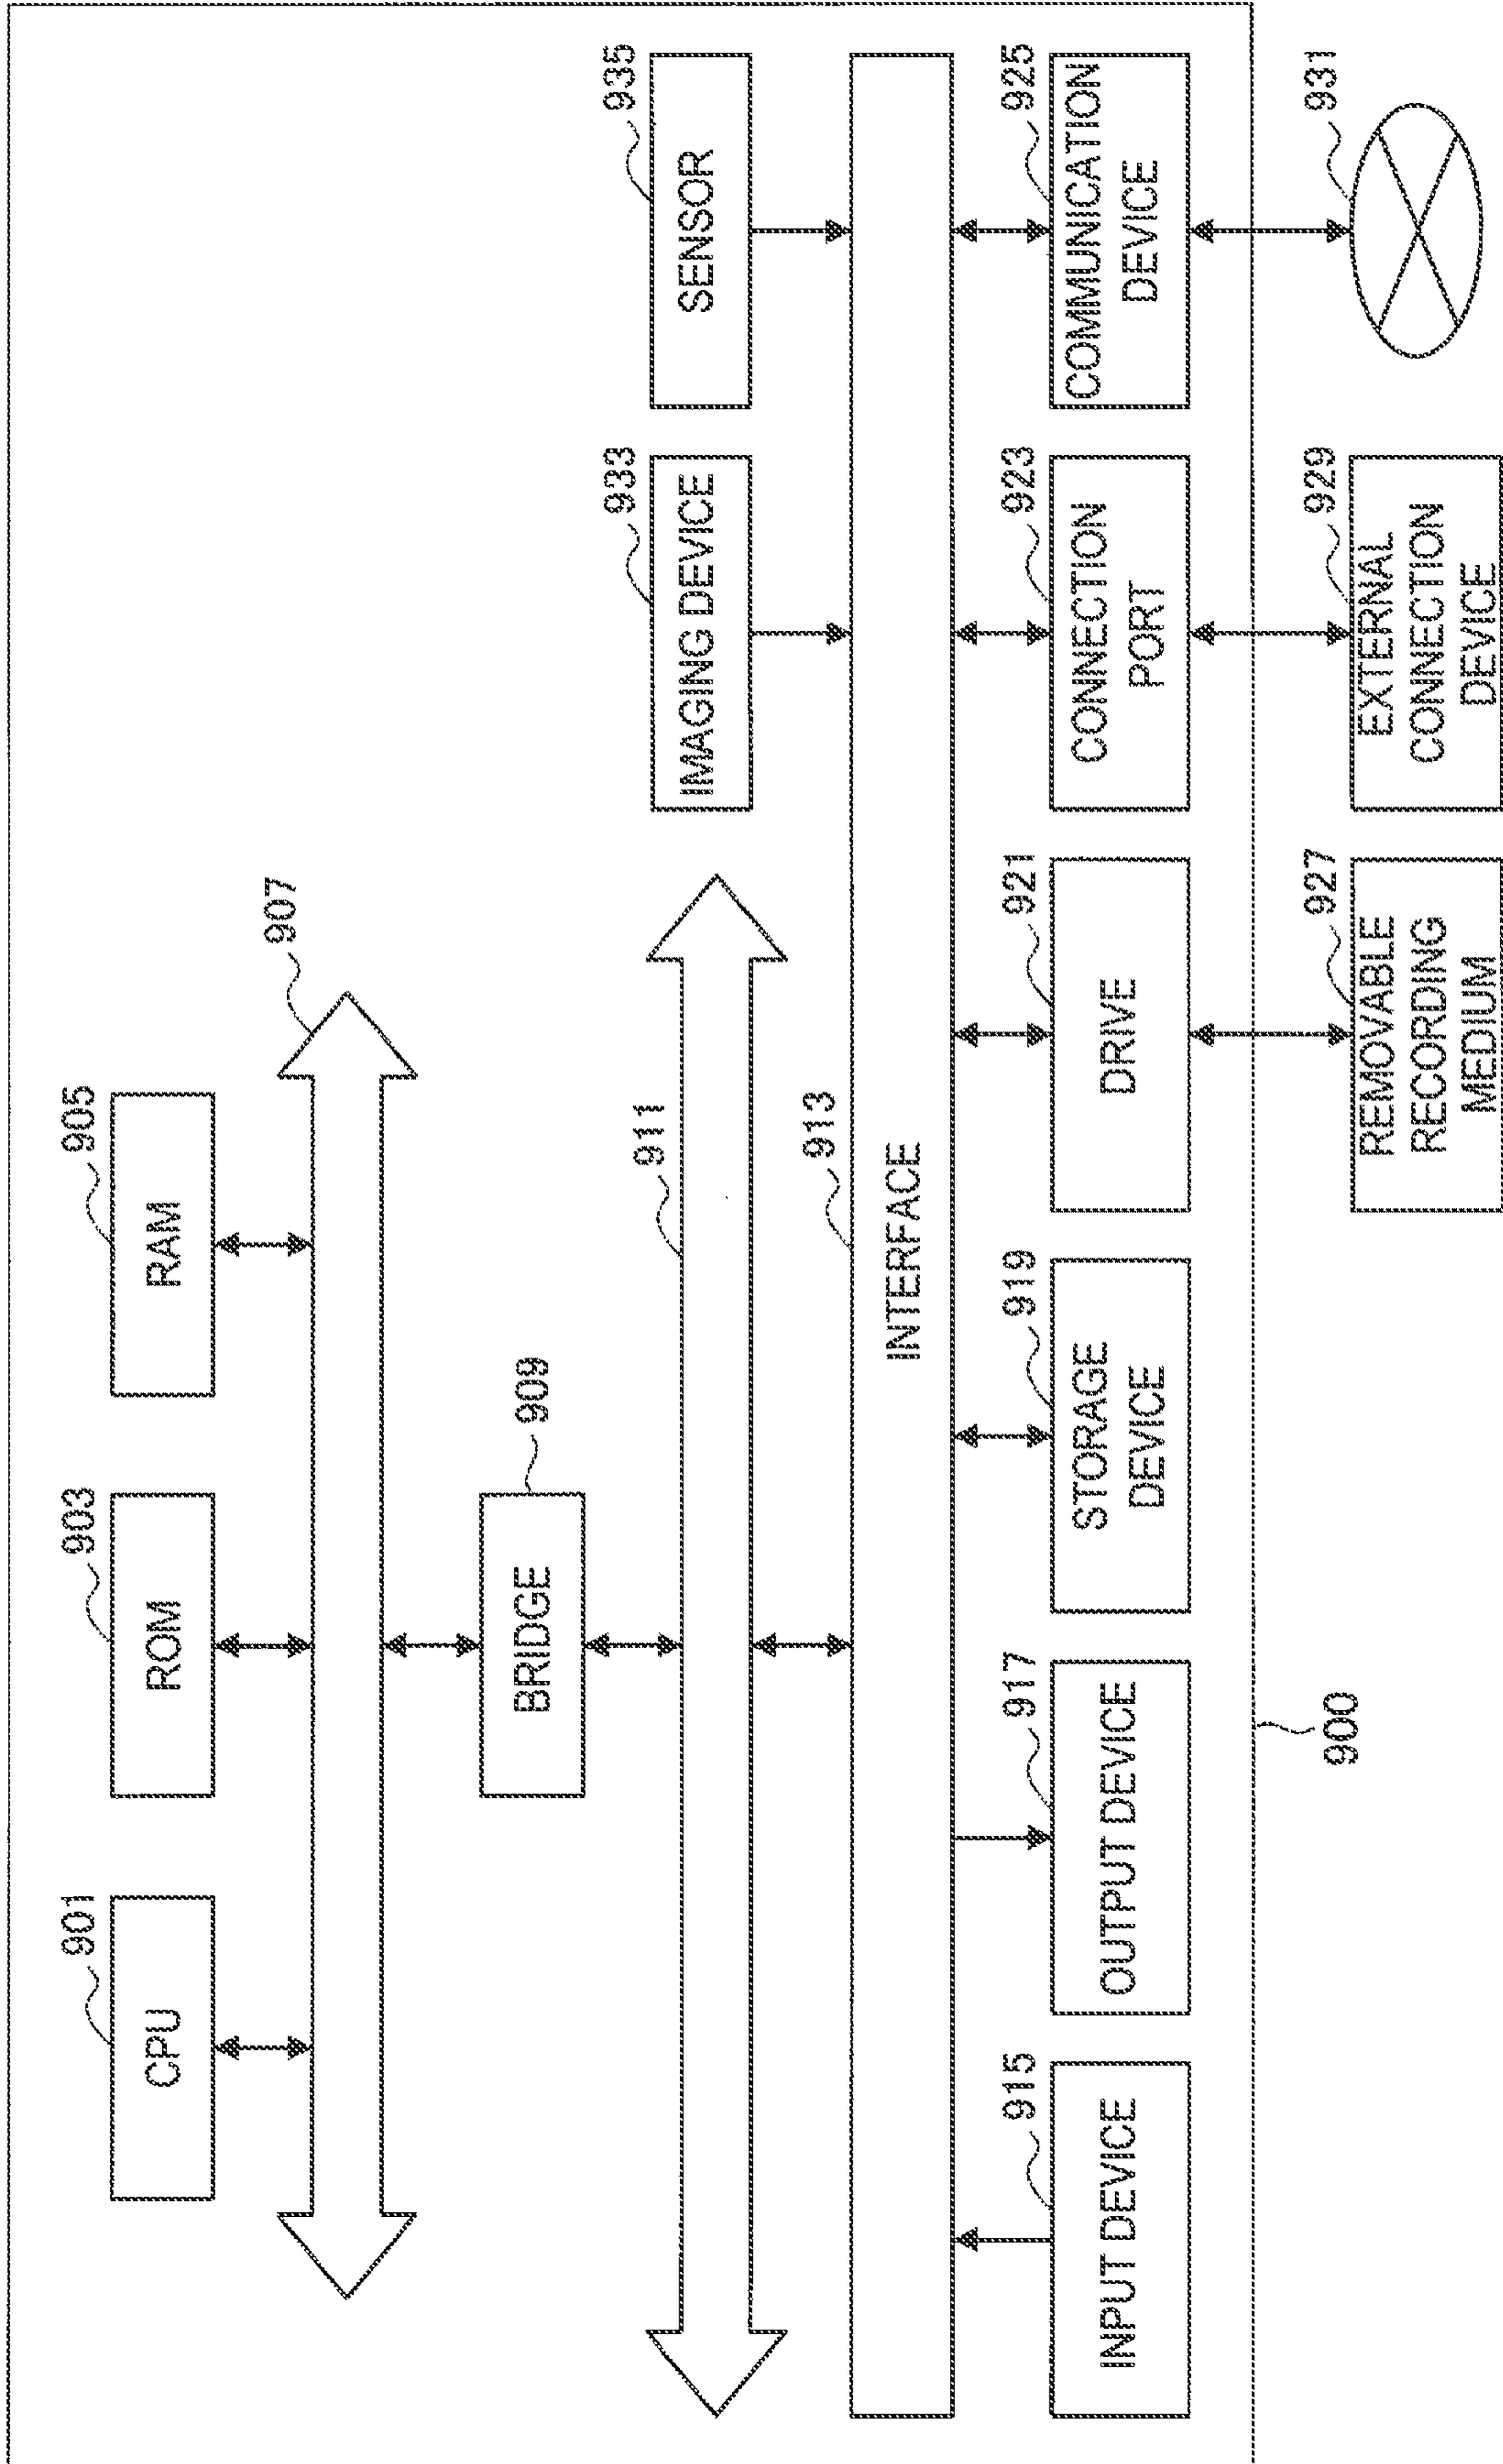 901
903
905
CPU
ROM
RAM
907
909
BRIDGE
911
933
935
IMAGING DEVICE
SENSOR
913
INTERFACE
915
917
919
921
923
925
INPUT DEVICE
OUTPUT DEVICE
STORAGE
DEVICE
DRIVE
CONNECTION
PORT
COMMUNICATION
DEVICE
900
927
929
931
REMOVABLE
RECORDING
MEDIUM
EXTERNAL
CONNECTION
DEVICE